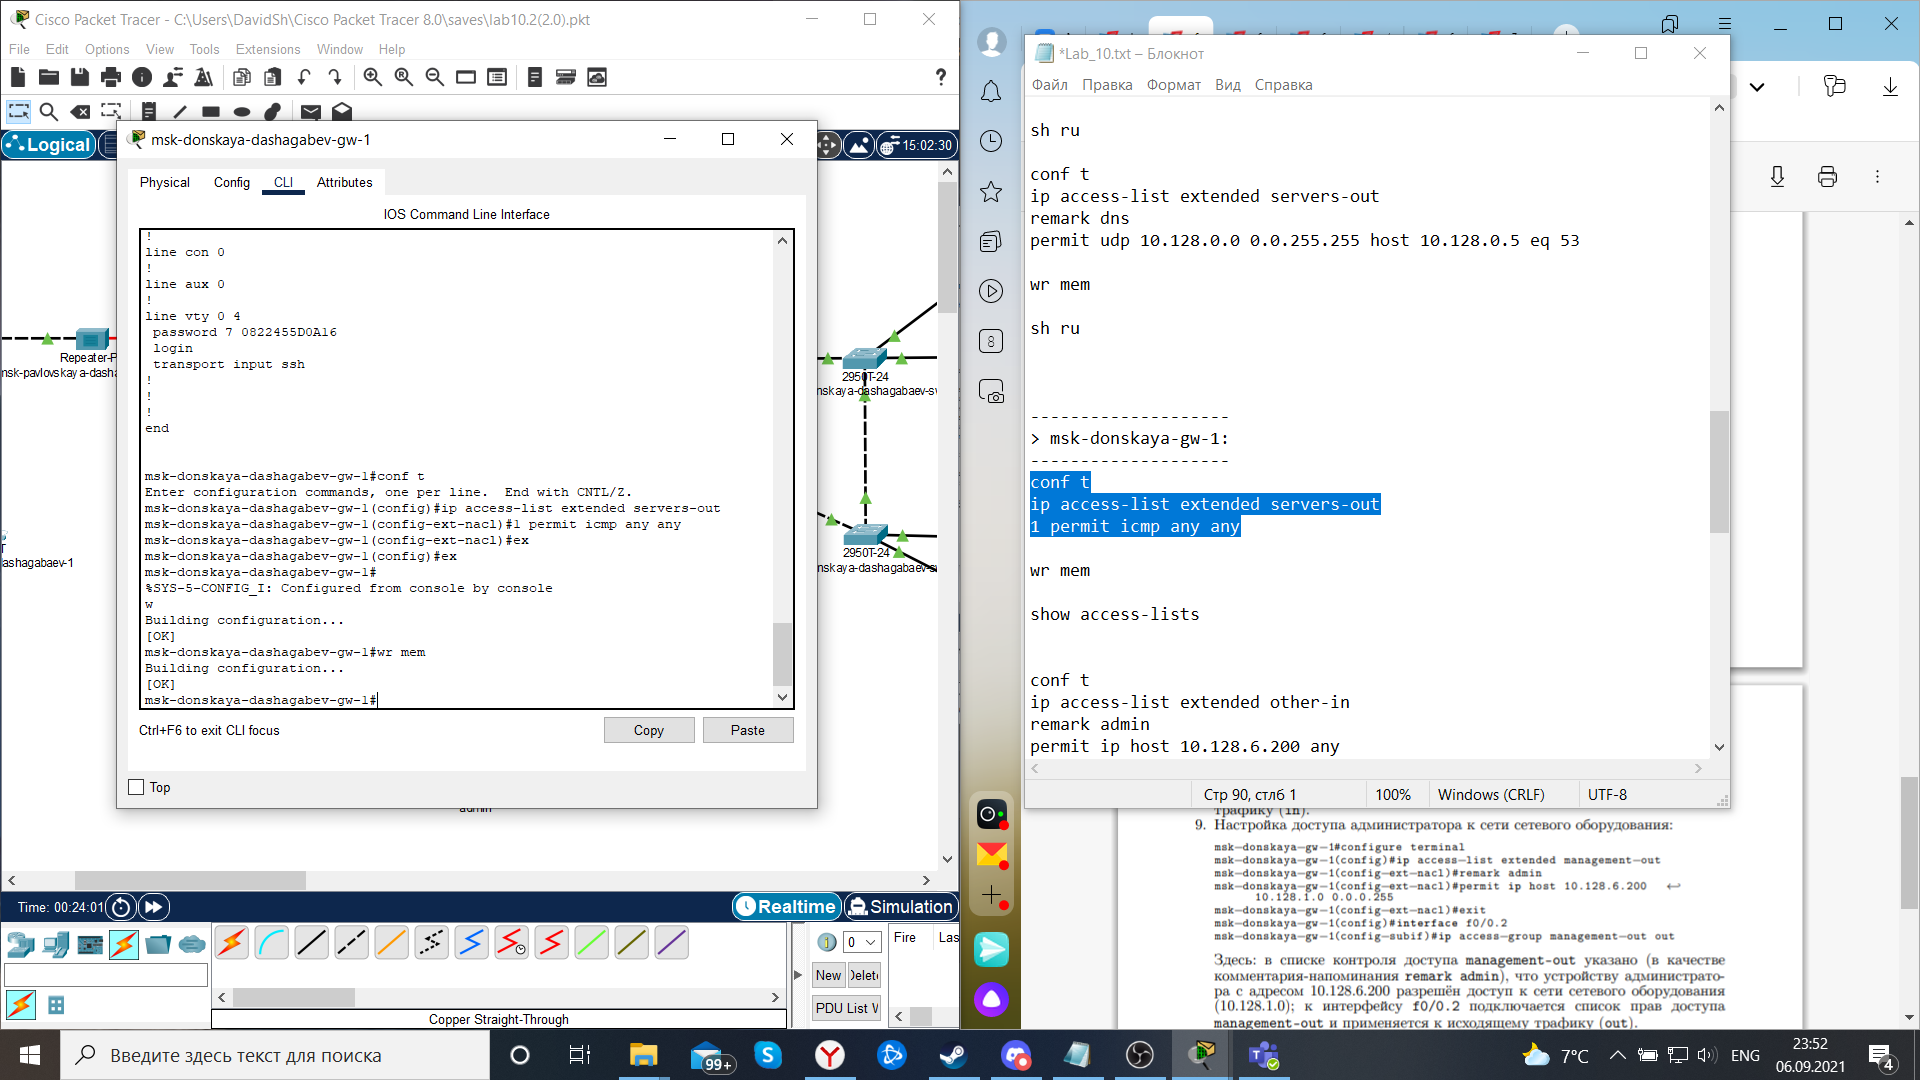 Cisco Packet Tracer - C:\Users\DavidSh\Cisco Packet Tracer 8.0\saves\lab10.2(2.0).pkt
File Edit Options View Tools Extensions Window Help
Logical
15:02:30
msk-donskaya-dashagabev-gw-1
Physical Config CLI Attributes
IOS Command Line Interface
!
line con 0
!
line aux 0
!
line vty 0 4
password 7 0822455D0A16
login
transport input ssh
!
!
!
end
msk-donskaya-dashagabev-gw-1#conf t
Enter configuration commands, one per line. End with CNTL/Z.
msk-donskaya-dashagabev-gw-1(config)#ip access-list extended servers-out
msk-donskaya-dashagabev-gw-1(config-ext-nacl)#1 permit icmp any any
msk-donskaya-dashagabev-gw-1(config-ext-nacl)#ex
msk-donskaya-dashagabev-gw-1(config)#ex
msk-donskaya-dashagabev-gw-1#
%SYS-5-CONFIG_I: Configured from console by console
w
Building configuration...
[OK]
msk-donskaya-dashagabev-gw-1#wr mem
Building configuration...
[OK]
msk-donskaya-dashagabev-gw-1#
Ctrl+F6 to exit CLI focus
Copy
Paste
Top
Repeater-P
nsk-pavlovskaya-dasha
ashagabaev-1
2950T-24
nskaya-dashagabaev-s
2950T-24
nskaya-dashagabaev-s
admin
Time: 00:24:01
Realtime
Simulation
0
Fire
Las
New
Delet
PDU List
Copper Straight-Through
*Lab_10.txt – Блокнот
Файл Правка Формат Вид Справка
sh ru
conf t
ip access-list extended servers-out
remark dns
permit udp 10.128.0.0 0.0.255.255 host 10.128.0.5 eq 53
wr mem
sh ru
--------------------
> msk-donskaya-gw-1:
--------------------
conf t
ip access-list extended servers-out
1 permit icmp any any
wr mem
show access-lists
conf t
ip access-list extended other-in
remark admin
permit ip host 10.128.6.200 any
Стр 90, стлб 1
100%
Windows (CRLF)
UTF-8
8
трафику (in).
9. Настройка доступа администратора к сети сетевого оборудования:
msk-donskaya-gw-1#configure terminal
msk-donskaya-gw-1(config)#ip access-list extended management-out
msk-donskaya-gw-1(config-ext-nacl)#remark admin
msk-donskaya-gw-1(config-ext-nacl)#permit ip host 10.128.6.200 ↩
10.128.1.0 0.0.0.255
msk-donskaya-gw-1(config-ext-nacl)#exit
msk-donskaya-gw-1(config)#interface f0/0.2
msk-donskaya-gw-1(config-subif)#ip access-group management-out out
Здесь: в списке контроля доступа management-out указано (в качестве
комментария-напоминания remark admin), что устройству администрато-
ра с адресом 10.128.6.200 разрешён доступ к сети сетевого оборудования
(10.128.1.0); к интерфейсу f0/0.2 подключается список прав доступа
management-out и применяется к исходящему трафику (out).
Введите здесь текст для поиска
99+
7°C
ENG
23:52
06.09.2021
4